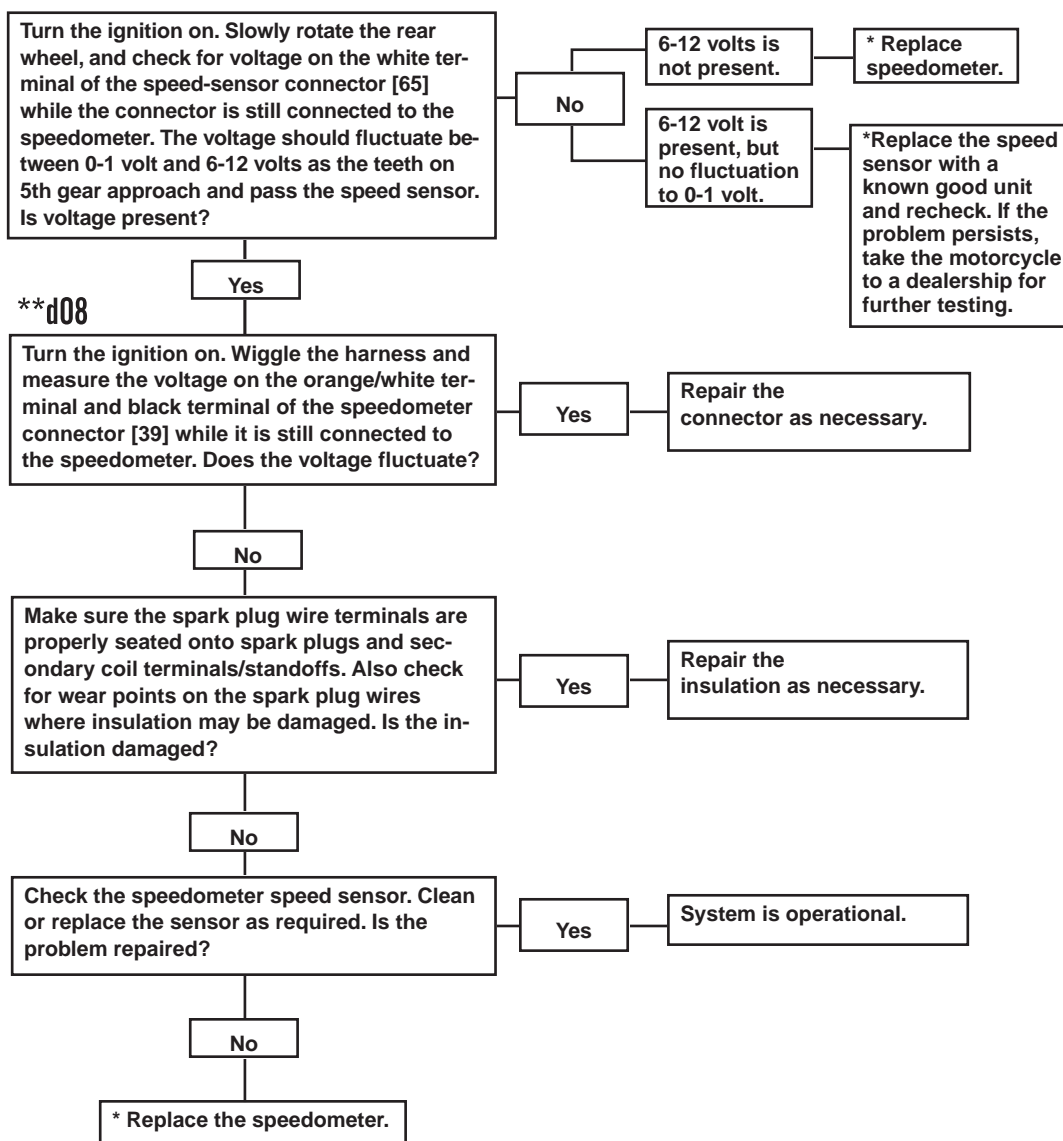 Turn the ignition on. Slowly rotate the rear
wheel, and check for voltage on the white ter-
minal of the speed-sensor connector [65]
while the connector is still connected to the
speedometer. The voltage should fluctuate be-
tween 0-1 volt and 6-12 volts as the teeth on
5th gear approach and pass the speed sensor.
Is voltage present?
No
6-12 volts is
not present.
* Replace
speedometer.
6-12 volt is
present, but
no fluctuation
to 0-1 volt.
*Replace the speed
sensor with a
known good unit
and recheck. If the
problem persists,
take the motorcycle
to a dealership for
further testing.
Yes
**d08
Turn the ignition on. Wiggle the harness and
measure the voltage on the orange/white ter-
minal and black terminal of the speedometer
connector [39] while it is still connected to
the speedometer. Does the voltage fluctuate?
Yes
Repair the
connector as necessary.
No
Make sure the spark plug wire terminals are
properly seated onto spark plugs and sec-
ondary coil terminals/standoffs. Also check
for wear points on the spark plug wires
where insulation may be damaged. Is the in-
sulation damaged?
Yes
Repair the
insulation as necessary.
No
Check the speedometer speed sensor. Clean
or replace the sensor as required. Is the
problem repaired?
Yes
System is operational.
No
* Replace the speedometer.